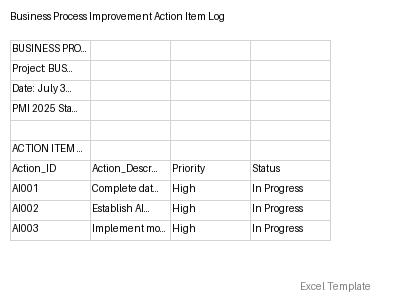 Business Process Improvement Action Item Log
BUSINESS PRO...
Project: BUS...
Date: July 3...
PMI 2025 Sta...
ACTION ITEM ...
Action_ID Action_Descr... Priority Status
AI001 Complete dat... High In Progress
AI002 Establish AI... High In Progress
AI003 Implement mo... High In Progress
Excel Template